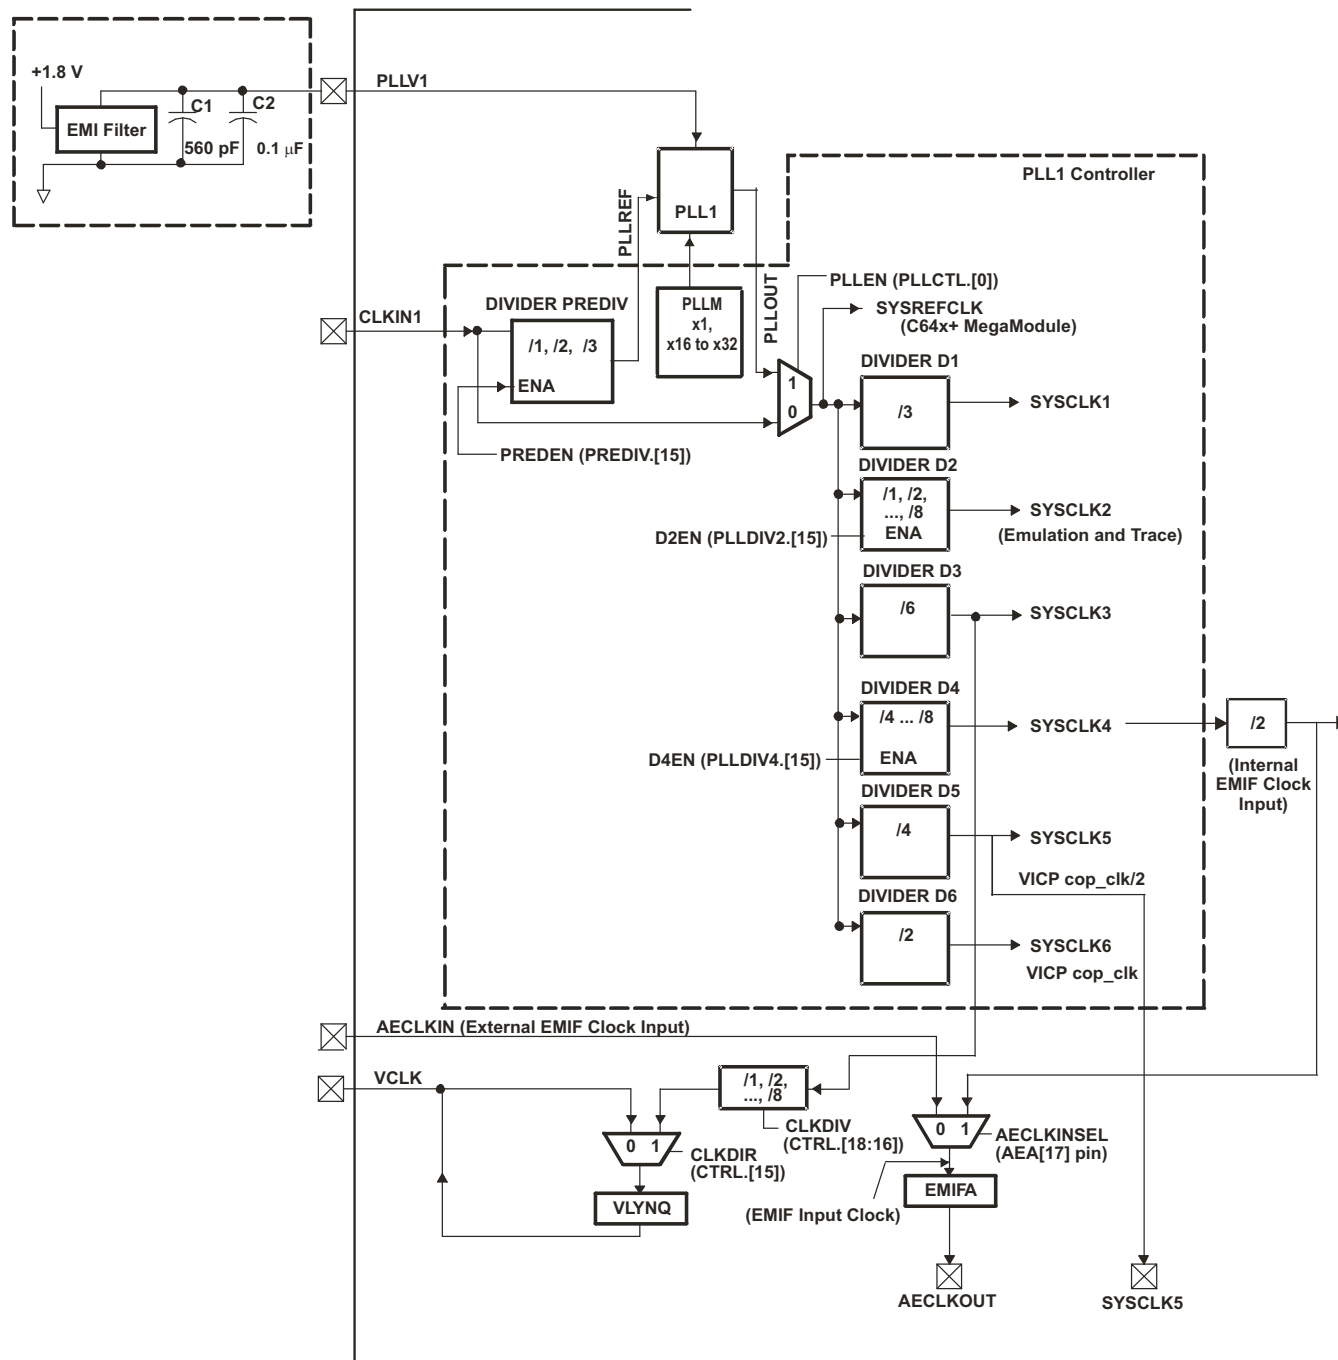 +1.8 V
EMI Filter
C1
C2
560 pF
0.1 μF
PLLV1
PLL1 Controller
PLLREF
PLL1
PLLOUT
PLLEN (PLLCTL.[0])
CLKIN1
DIVIDER PREDIV
/1, /2, /3
ENA
PLLM
x1,
x16 to x32
SYSREFCLK
(C64x+ MegaModule)
1
0
PREDEN (PREDIV.[15])
DIVIDER D1
/3
SYSCLK1
DIVIDER D2
/1, /2,
..., /8
ENA
SYSCLK2
(Emulation and Trace)
D2EN (PLLDIV2.[15])
DIVIDER D3
/6
SYSCLK3
DIVIDER D4
/4 ... /8
ENA
SYSCLK4
D4EN (PLLDIV4.[15])
/2
(Internal
EMIF Clock
Input)
DIVIDER D5
/4
SYSCLK5
VICP cop_clk/2
DIVIDER D6
/2
SYSCLK6
VICP cop_clk
AECLKIN (External EMIF Clock Input)
VCLK
/1, /2,
..., /8
CLKDIV
(CTRL.[18:16])
0 1
CLKDIR
(CTRL.[15])
VLYNQ
0 1
AECLKINSEL
(AEA[17] pin)
EMIFA
(EMIF Input Clock)
AECLKOUT
SYSCLK5